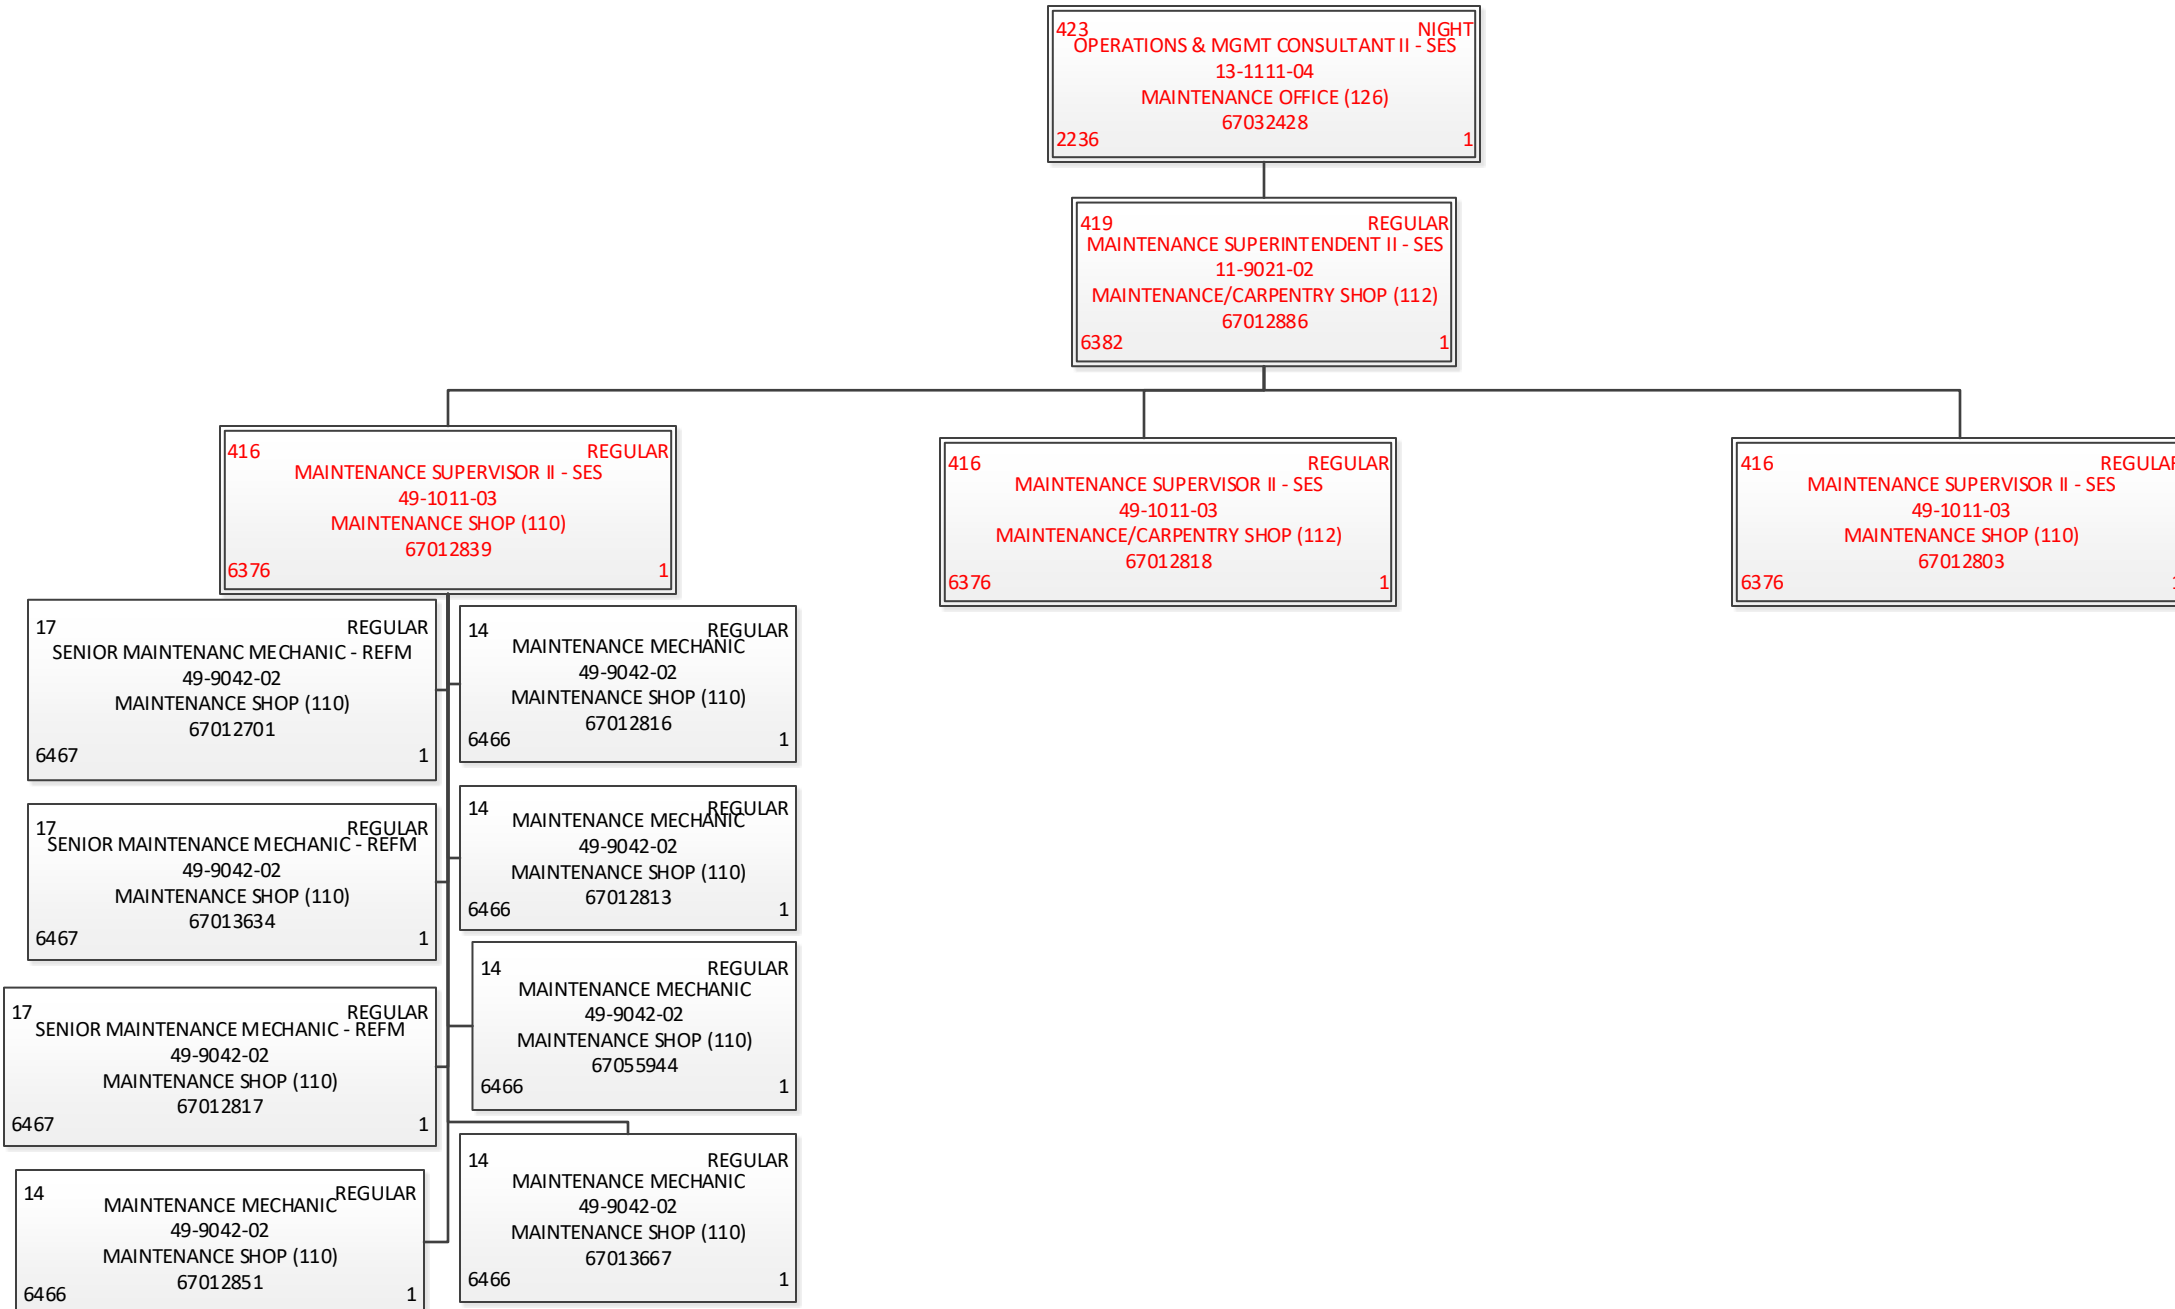 423 NIGHT
OPERATIONS & MGMT CONSULTANT II - SES
13-1111-04
MAINTENANCE OFFICE (126)
67032428
2236 1
419 REGULAR
MAINTENANCE SUPERINTENDENT II - SES
11-9021-02
MAINTENANCE/CARPENTRY SHOP (112)
67012886
6382 1
416 REGULAR
MAINTENANCE SUPERVISOR II - SES
49-1011-03
MAINTENANCE SHOP (110)
67012839
6376 1
416 REGULAR
MAINTENANCE SUPERVISOR II - SES
49-1011-03
MAINTENANCE/CARPENTRY SHOP (112)
67012818
6376 1
416 REGULAR
MAINTENANCE SUPERVISOR II - SES
49-1011-03
MAINTENANCE SHOP (110)
67012803
6376 1
17 REGULAR
SENIOR MAINTENANC MECHANIC - REFM
49-9042-02
MAINTENANCE SHOP (110)
67012701
6467 1
14 REGULAR
MAINTENANCE MECHANIC
49-9042-02
MAINTENANCE SHOP (110)
67012816
6466 1
17 REGULAR
SENIOR MAINTENANCE MECHANIC - REFM
49-9042-02
MAINTENANCE SHOP (110)
67013634
6467 1
14 REGULAR
MAINTENANCE MECHANIC
49-9042-02
MAINTENANCE SHOP (110)
67012813
6466 1
17 REGULAR
SENIOR MAINTENANCE MECHANIC - REFM
49-9042-02
MAINTENANCE SHOP (110)
67012817
6467 1
14 REGULAR
MAINTENANCE MECHANIC
49-9042-02
MAINTENANCE SHOP (110)
67055944
6466 1
14 REGULAR
MAINTENANCE MECHANIC
49-9042-02
MAINTENANCE SHOP (110)
67012851
6466 1
14 REGULAR
MAINTENANCE MECHANIC
49-9042-02
MAINTENANCE SHOP (110)
67013667
6466 1